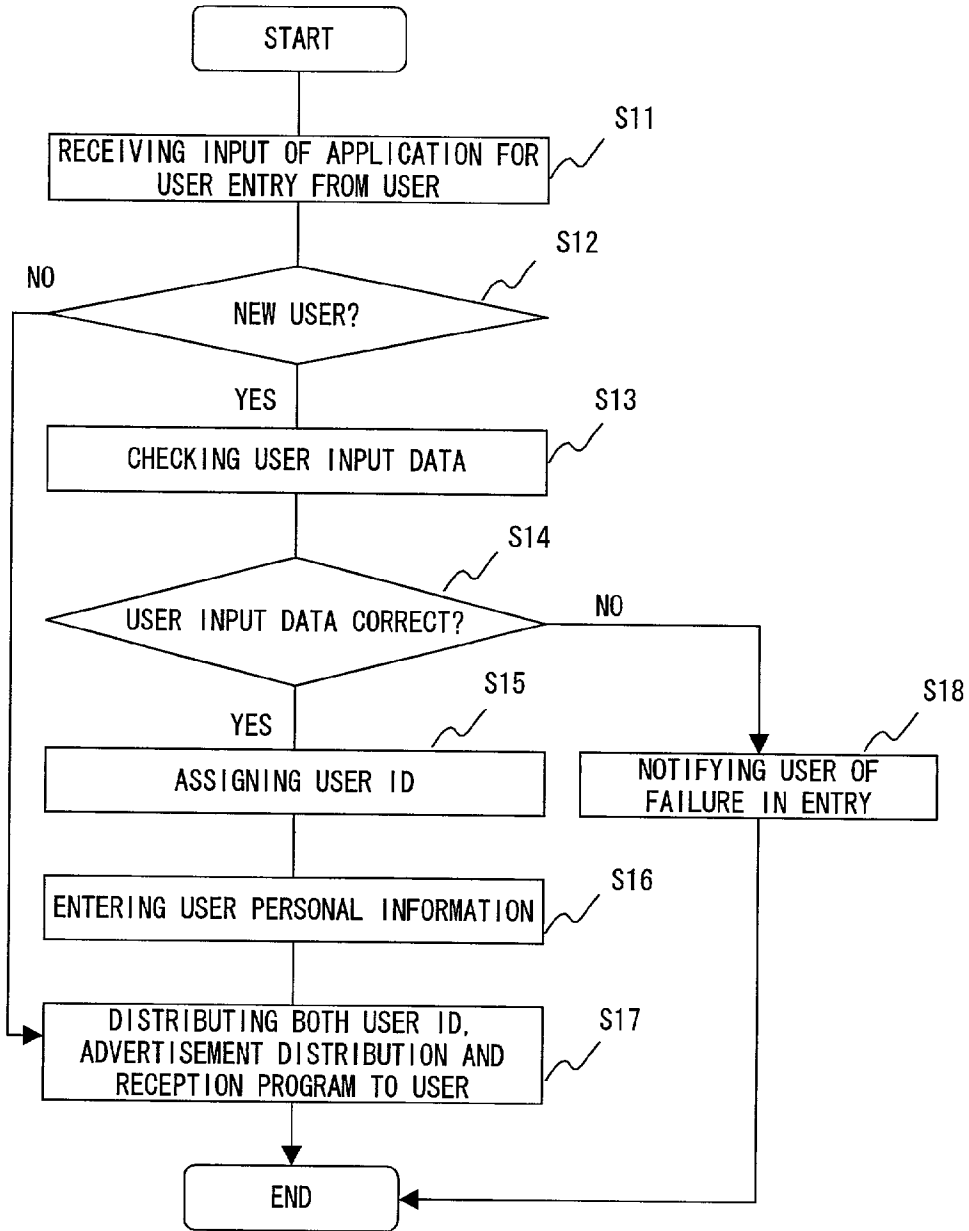 START
S11
RECEIVING INPUT OF APPLICATION FOR
USER ENTRY FROM USER
S12
NO
NEW USER?
YES
S13
CHECKING USER INPUT DATA
S14
USER INPUT DATA CORRECT?
NO
S15
YES
S18
ASSIGNING USER ID
NOTIFYING USER OF
FAILURE IN ENTRY
S16
ENTERING USER PERSONAL INFORMATION
S17
DISTRIBUTING BOTH USER ID,
ADVERTISEMENT DISTRIBUTION AND
RECEPTION PROGRAM TO USER
END